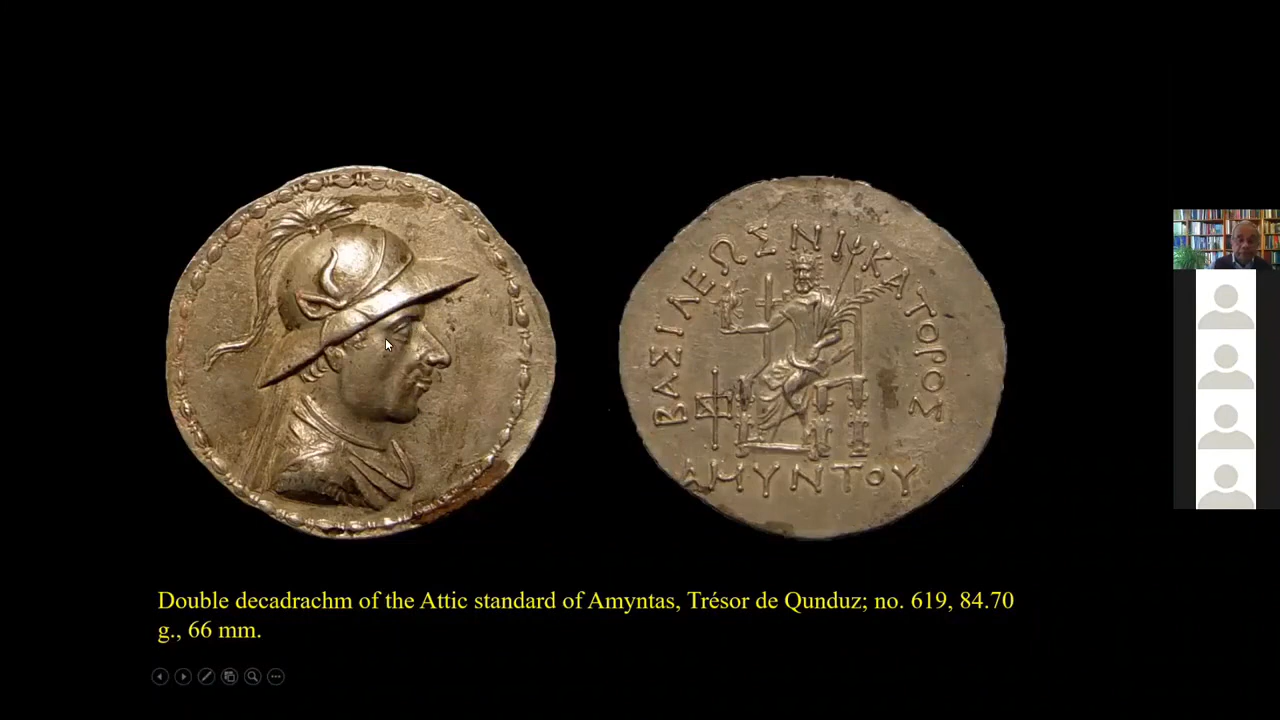 ΒΑΣΙΛΕΩΣ ΝΙΚΑΤΟΡΟΣ
ΑΜΥΝΤΟΥ
Double decadrachm of the Attic standard of Amyntas, Trésor de Qunduz; no. 619, 84.70
g., 66 mm.